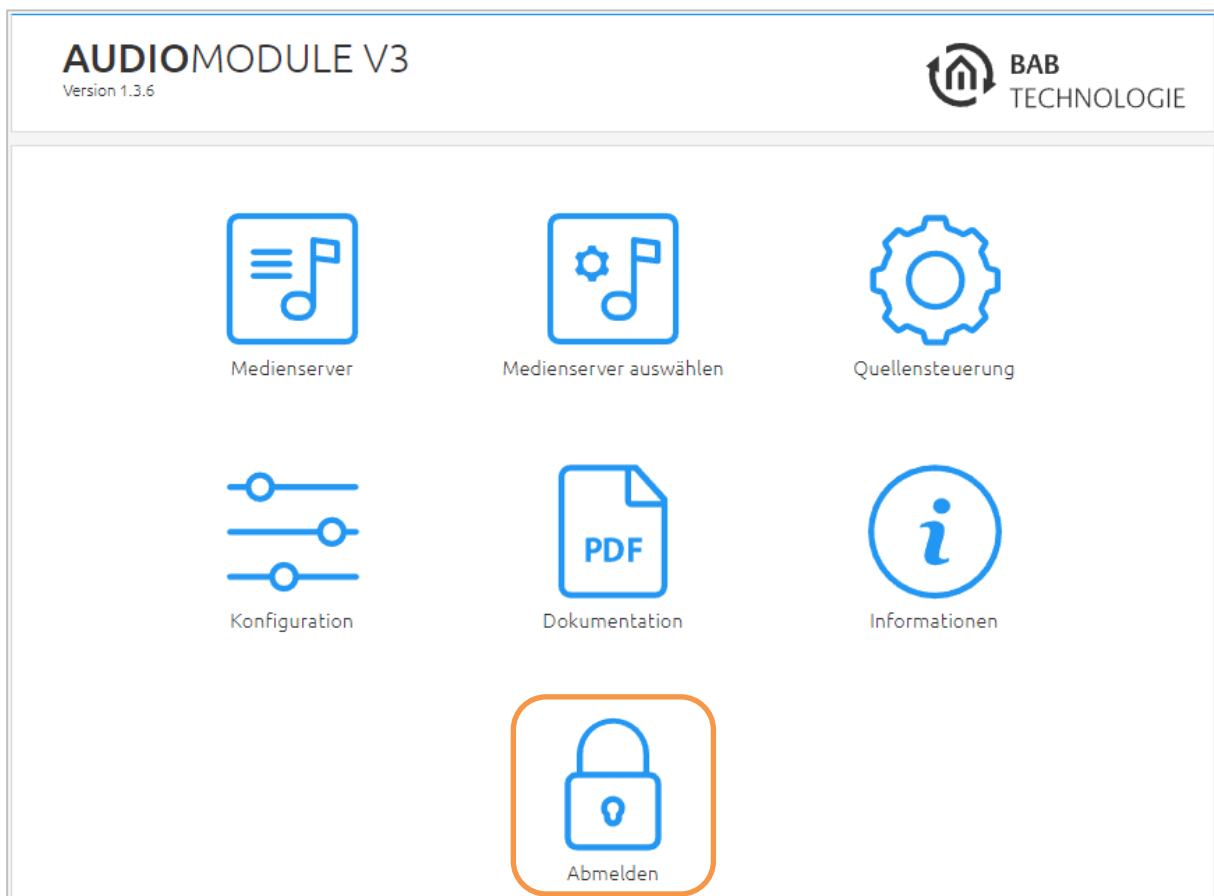 AUDIOMODULE V3
Version 1.3.6
BAB
TECHNOLOGIE
Medienserver
Medienserver auswählen
Quellensteuerung
Konfiguration
PDF
Dokumentation
i
Informationen
Abmelden